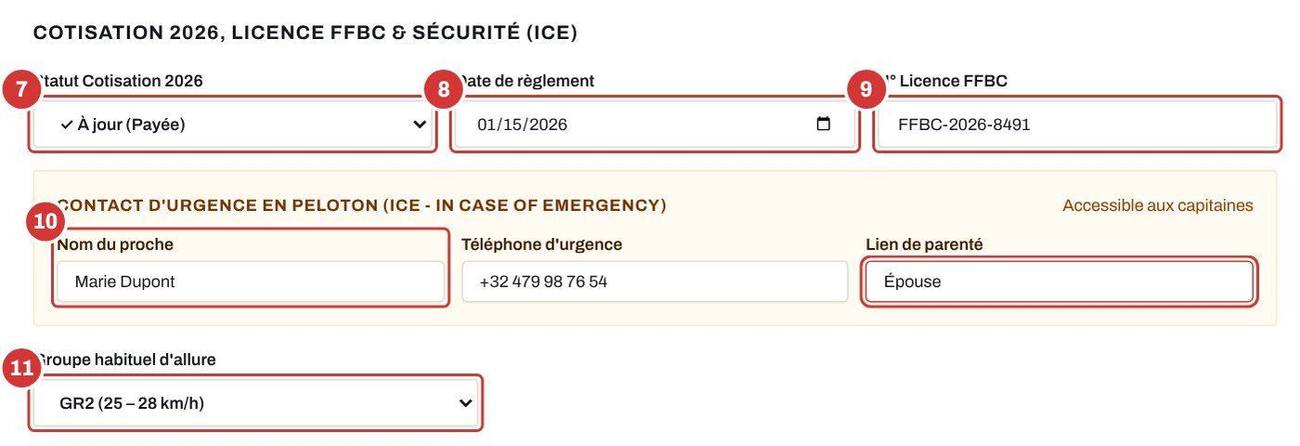 COTISATION 2026, LICENCE FFBC & SÉCURITÉ (ICE)
7 tatut Cotisation 2026
8 ate de règlement
9 ° Licence FFBC
✓ À jour (Payée)
01/15/2026
FFBC-2026-8491
CONTACT D'URGENCE EN PELOTON (ICE - IN CASE OF EMERGENCY)
Accessible aux capitaines
10
Nom du proche
Téléphone d'urgence
Lien de parenté
Marie Dupont
+32 479 98 76 54
Épouse
11 roupe habituel d'allure
GR2 (25 – 28 km/h)